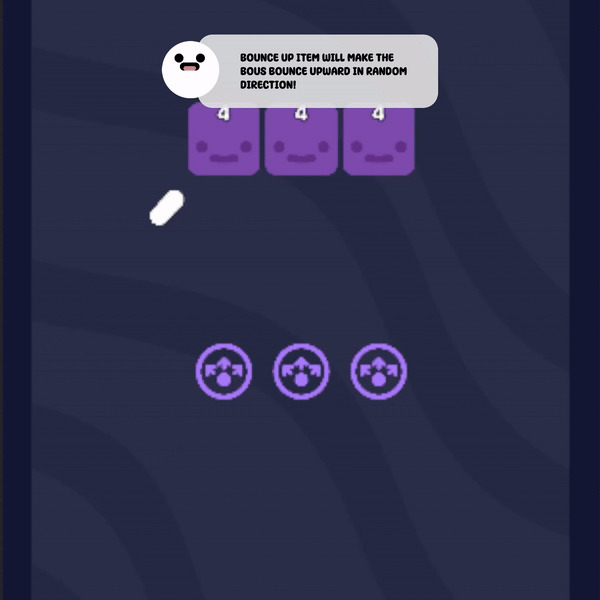 BOUNCE UP ITEM WILL MAKE THE
BOUS BOUNCE UPWARD IN RANDOM
DIRECTION!
4 4 4